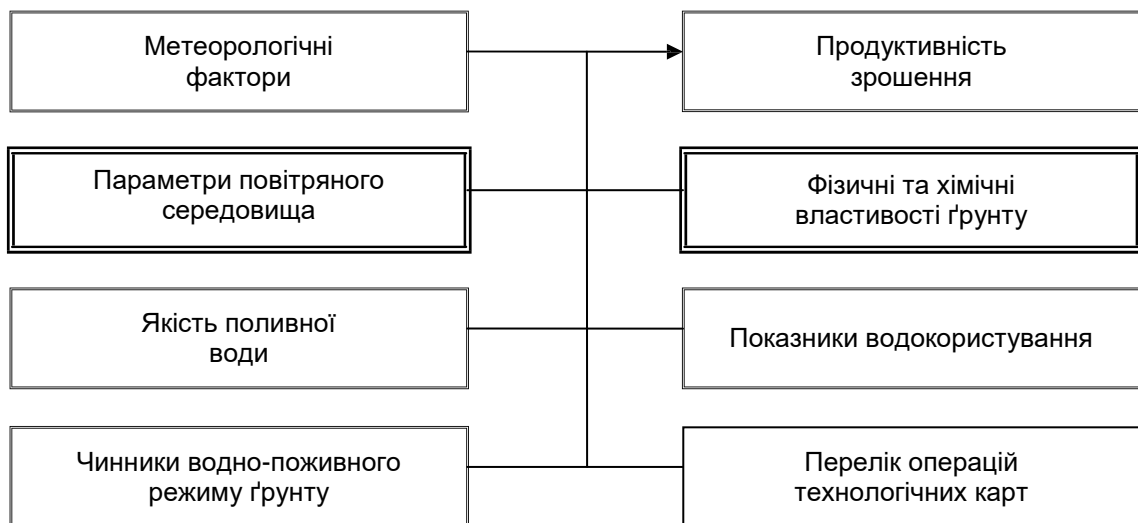 Метеорологічні
фактори
Продуктивність
зрошення
Параметри повітряного
середовища
Фізичні та хімічні
властивості ґрунту
Якість поливної
води
Показники водокористування
Чинники водно-поживного
режиму ґрунту
Перелік операцій
технологічних карт